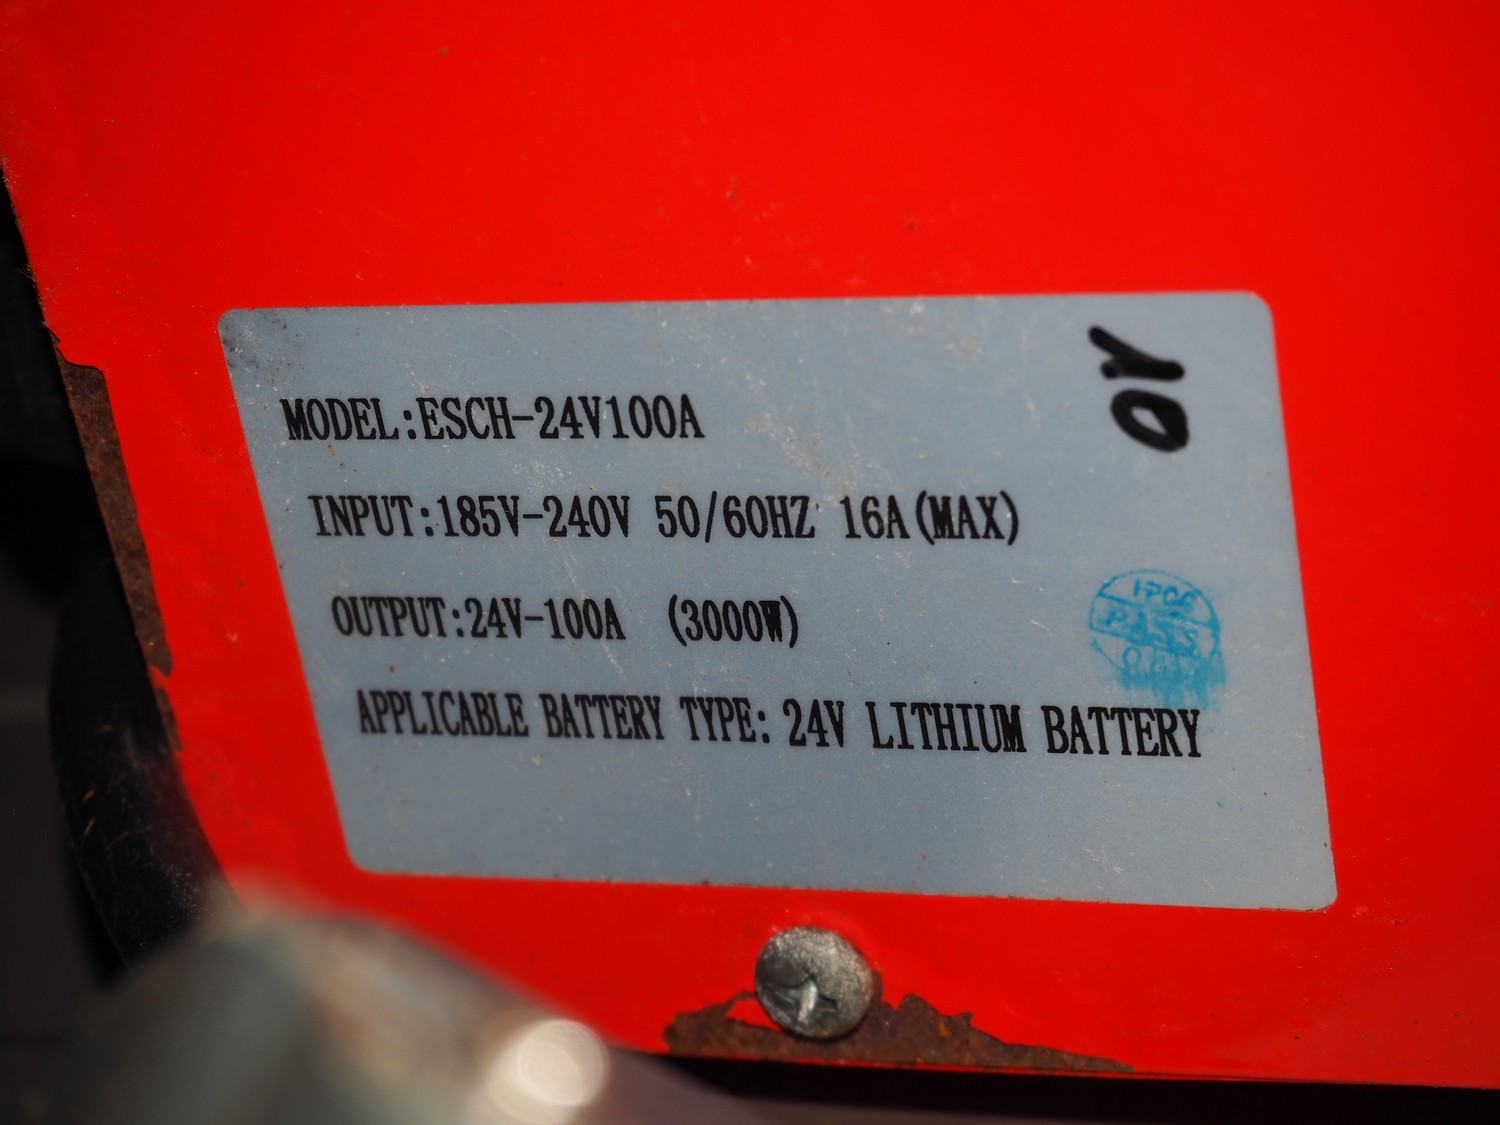 MODEL:ESCH-24V100A
INPUT:185V-240V 50/60HZ 16A(MAX)
OUTPUT:24V-100A (3000W)
APPLICABLE BATTERY TYPE: 24V LITHIUM BATTERY
PASS